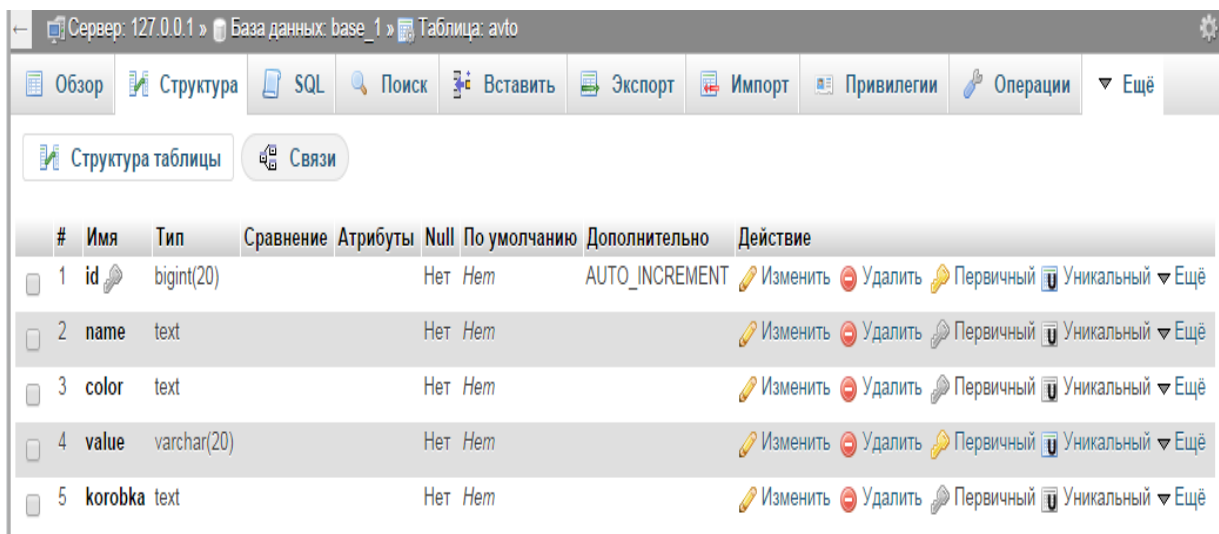 ← Сервер: 127.0.0.1 » База данных: base_1 » Таблица: avto
Обзор Структура SQL Поиск Вставить Экспорт Импорт Привилегии Операции Ещё
Структура таблицы Связи
# Имя Тип Сравнение Атрибуты Null По умолчанию Дополнительно Действие
1 id bigint(20) Нет Нет AUTO_INCREMENT Изменить Удалить Первичный Уникальный Ещё
2 name text Нет Нет Изменить Удалить Первичный Уникальный Ещё
3 color text Нет Нет Изменить Удалить Первичный Уникальный Ещё
4 value varchar(20) Нет Нет Изменить Удалить Первичный Уникальный Ещё
5 korobka text Нет Нет Изменить Удалить Первичный Уникальный Ещё